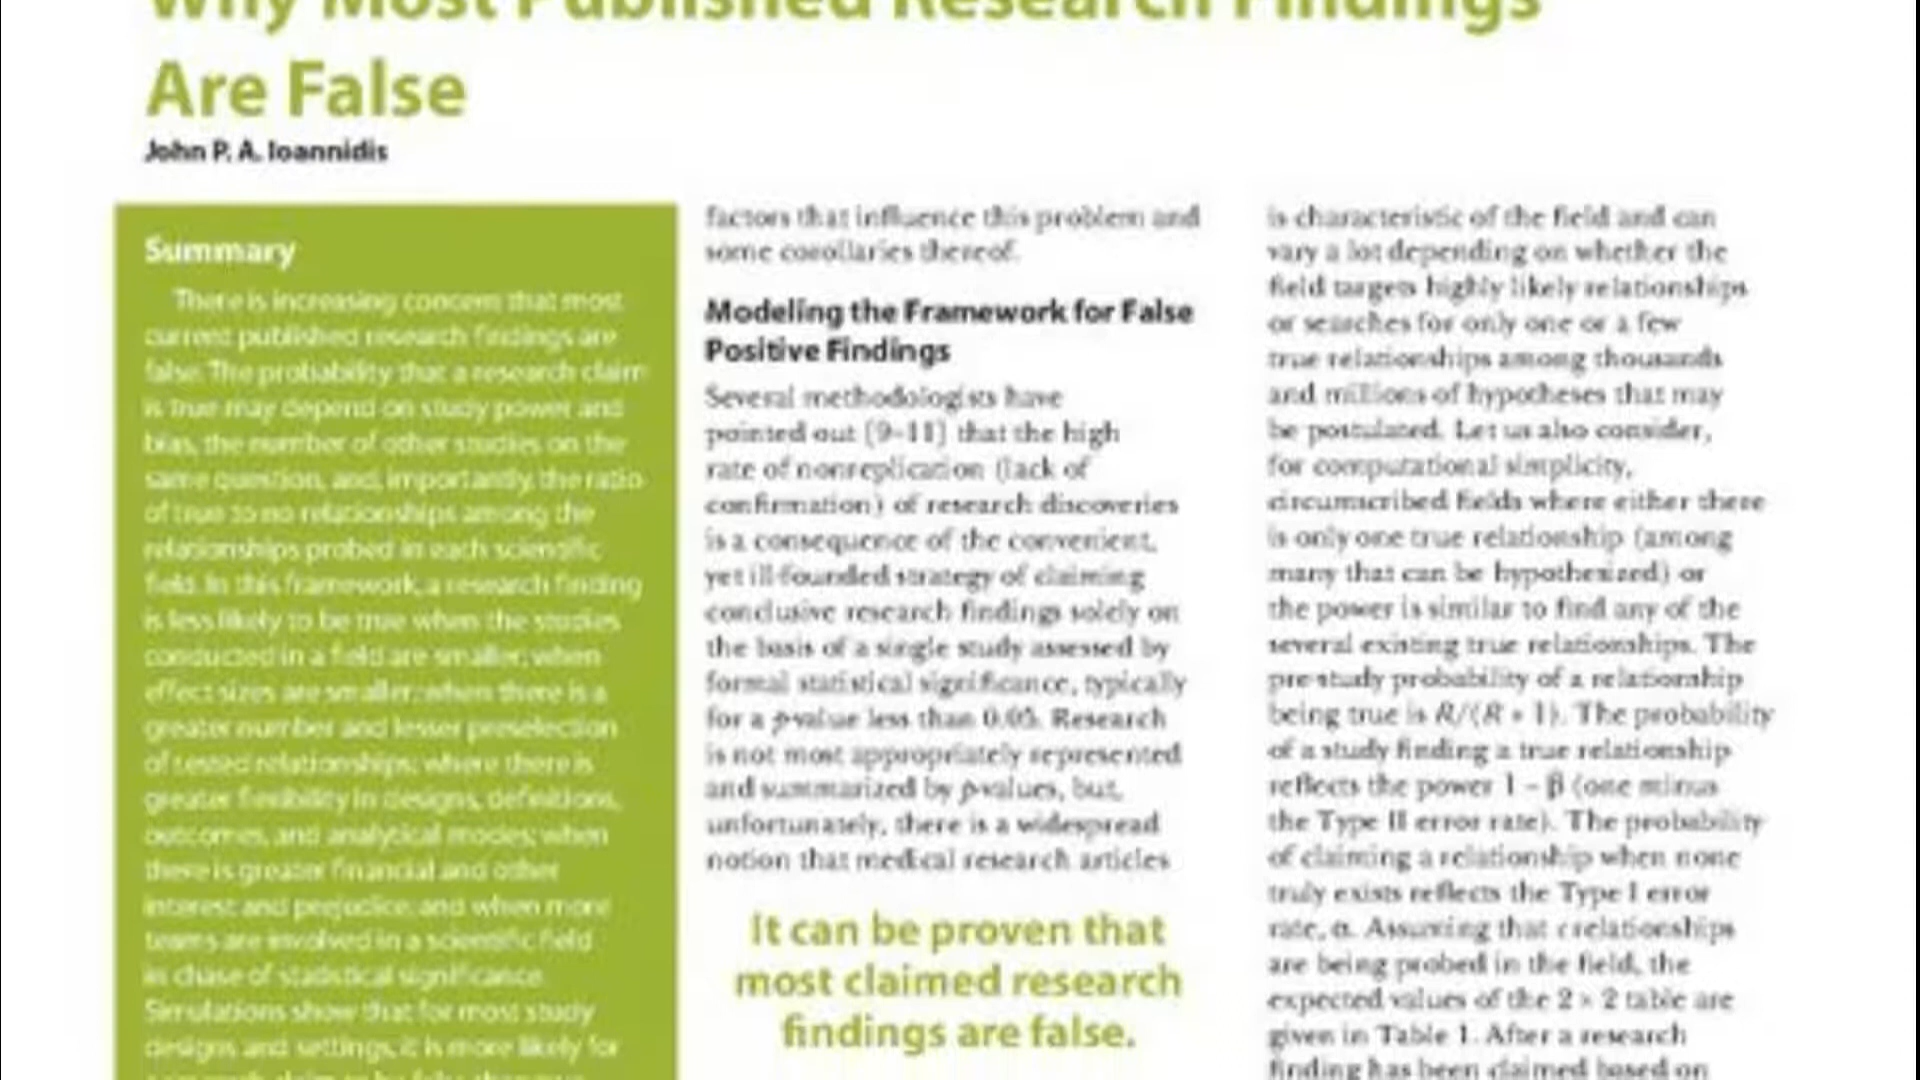 Why Most Published Research Findings
Are False
John P. A. Ioannidis
Summary
There is increasing concern that most
current published research findings are
false. The probability that a research claim
is true may depend on study power and
bias, the number of other studies on the
same question, and, importantly, the ratio
of true to no relationships among the
relationships probed in each scientific
field. In this framework, a research finding
is less likely to be true when the studies
conducted in a field are smaller; when
effect sizes are smaller; when there is a
greater number and lesser preselection
of tested relationships; where there is
greater flexibility in designs, definitions,
outcomes, and analytical modes; when
there is greater financial and other
interest and prejudice; and when more
teams are involved in a scientific field
in chase of statistical significance.
Simulations show that for most study
designs and settings, it is more likely for
factors that influence this problem and
some corollaries thereof.
Modeling the Framework for False
Positive Findings
Several methodologists have
pointed out [9–11] that the high
rate of nonreplication (lack of
confirmation) of research discoveries
is a consequence of the convenient,
yet ill-founded strategy of claiming
conclusive research findings solely on
the basis of a single study assessed by
formal statistical significance, typically
for a p-value less than 0.05. Research
is not most appropriately represented
and summarized by p-values, but,
unfortunately, there is a widespread
notion that medical research articles
It can be proven that
most claimed research
findings are false.
is characteristic of the field and can
vary a lot depending on whether the
field targets highly likely relationships
or searches for only one or a few
true relationships among thousands
and millions of hypotheses that may
be postulated. Let us also consider,
for computational simplicity,
circumscribed fields where either there
is only one true relationship (among
many that can be hypothesized) or
the power is similar to find any of the
several existing true relationships. The
pre-study probability of a relationship
being true is R/(R + 1). The probability
of a study finding a true relationship
reflects the power 1 − β (one minus
the Type II error rate). The probability
of claiming a relationship when none
truly exists reflects the Type I error
rate, α. Assuming that c relationships
are being probed in the field, the
expected values of the 2 × 2 table are
given in Table 1. After a research
finding has been claimed based on